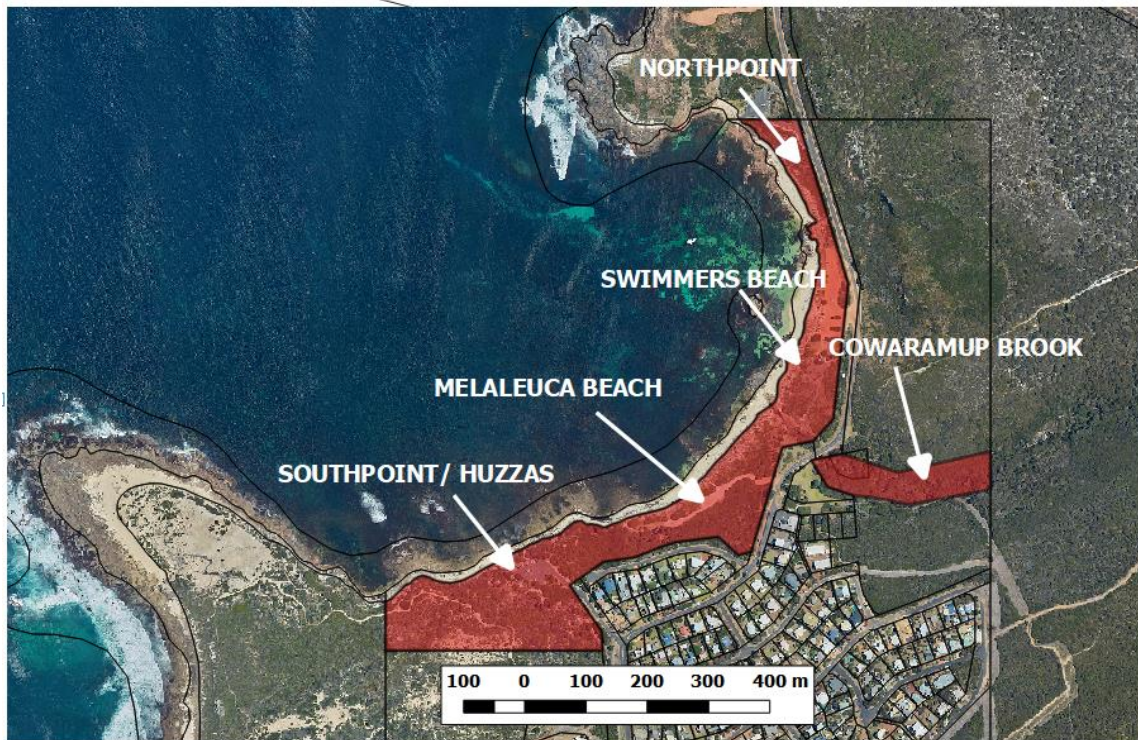 NORTHPOINT
SWIMMERS BEACH
COWARAMUP BROOK
MELALEUCA BEACH
SOUTHPOINT/ HUZZAS
100 0 100 200 300 400 m
]